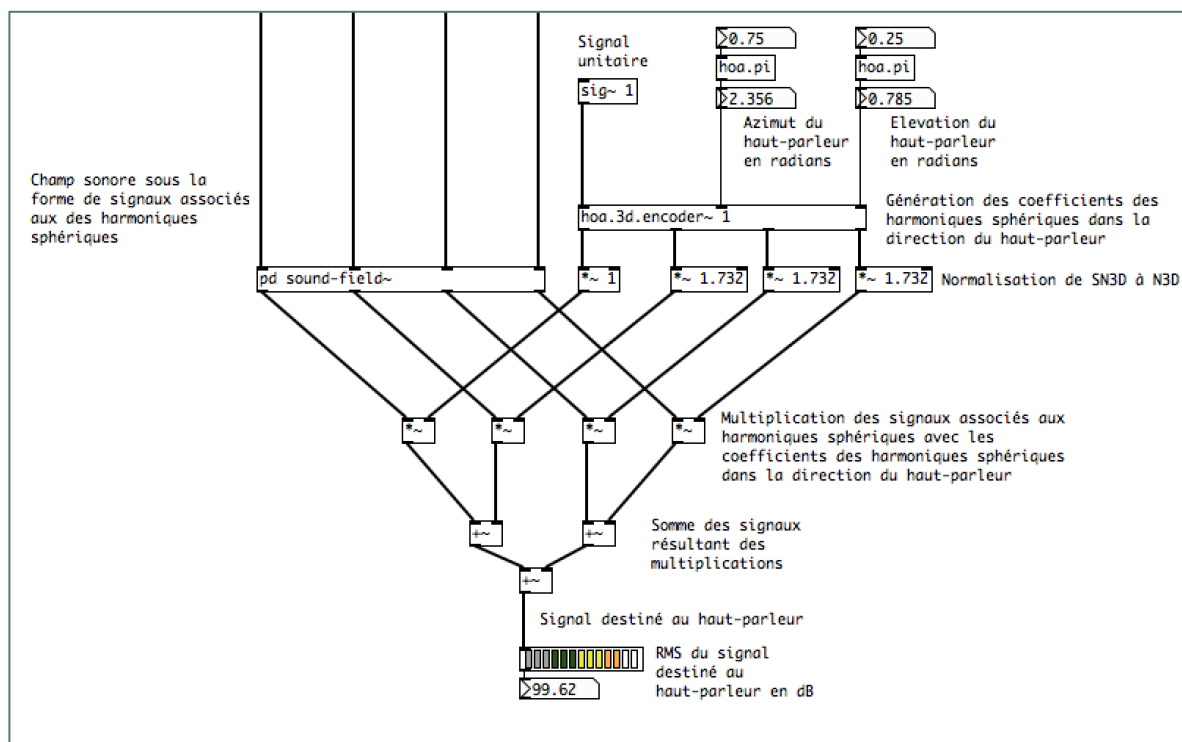 Signal
unitaire
sig~ 1
0.75
hoa.pi
2.356
Azimut du
haut-parleur
en radians
0.25
hoa.pi
0.785
Elevation du
haut-parleur
en radians
Champ sonore sous la
forme de signaux associés
aux des harmoniques
sphériques
hoa.3d.encoder~ 1
Génération des coefficients des
harmoniques sphériques dans la
direction du haut-parleur
pd sound-field~
*~ 1
*~ 1.732
*~ 1.732
*~ 1.732
Normalisation de SN3D à N3D
*~
*~
*~
*~
Multiplication des signaux associés aux
harmoniques sphériques avec les
coefficients des harmoniques sphériques
dans la direction du haut-parleur
+~
+~
Somme des signaux
résultant des
multiplications
+~
Signal destiné au haut-parleur
RMS du signal
destiné au
haut-parleur en dB
99.62